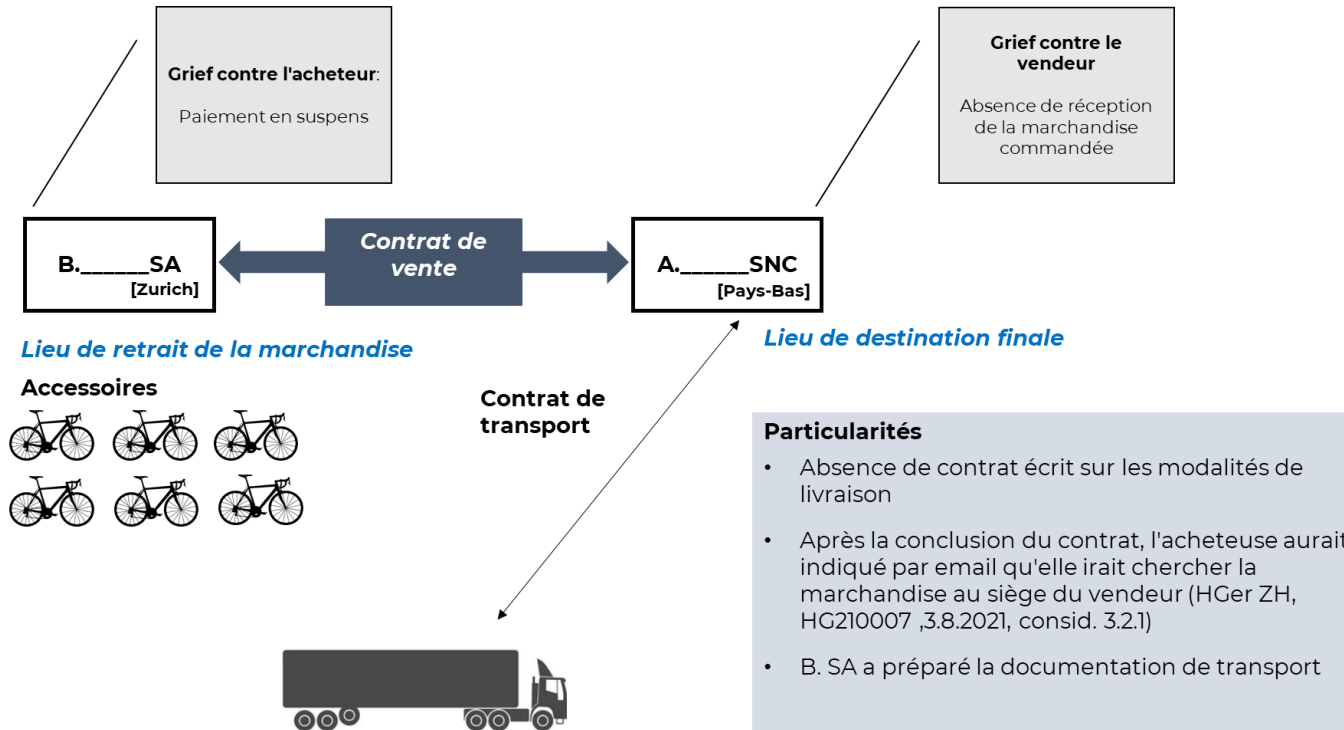 Grief contre l'acheteur:
Paiement en suspens
Grief contre le
vendeur
Absence de réception
de la marchandise
commandée
B.______SA
[Zurich]
Contrat de
vente
A.______SNC
[Pays-Bas]
Lieu de retrait de la marchandise
Lieu de destination finale
Accessoires
Contrat de
transport
Particularités
• Absence de contrat écrit sur les modalités de
livraison
• Après la conclusion du contrat, l'acheteuse aurait
indiqué par email qu'elle irait chercher la
marchandise au siège du vendeur (HGer ZH,
HG210007 ,3.8.2021, consid. 3.2.1)
• B. SA a préparé la documentation de transport